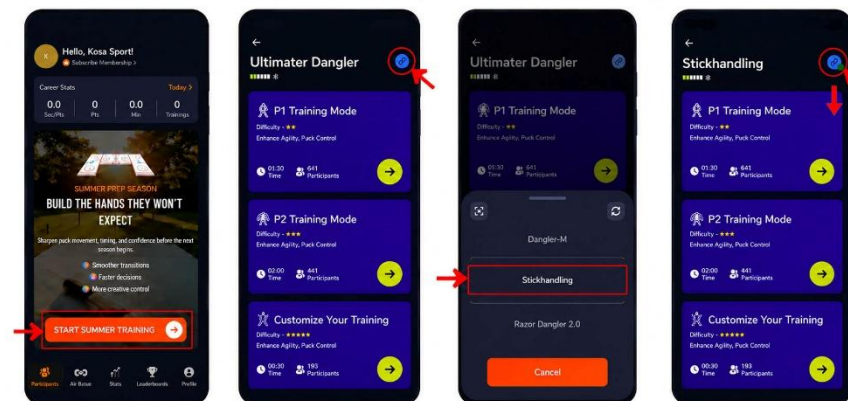 X
Hello, Kosa Sport!
Subscribe Membership >
Career Stats
Today >
0.0
0
0.0
0
Sec/Pts
Pts
Min
Trainings
SUMMER PREP SEASON
BUILD THE HANDS THEY WON'T
EXPECT
Sharpen puck movement, timing, and confidence before the next
season begins.
Smoother transitions
Faster decisions
More creative control
START SUMMER TRAINING
Participants
Stats
Leaderboards
Profile
Ultimater Dangler
P1 Training Mode
Difficulty - ★★
Enhance Agility, Puck Control
01:30
Time
641
Participants
P2 Training Mode
Difficulty - ★★★
Enhance Agility, Puck Control
02:00
Time
441
Participants
Customize Your Training
Difficulty - ★★★★★
Enhance Agility, Puck Control
00:30
Time
193
Participants
Ultimater Dangler
P1 Training Mode
Difficulty - ★★
Enhance Agility, Puck Control
01:30
Time
641
Participants
Dangler-M
Stickhandling
Razor Dangler 2.0
Cancel
Stickhandling
P1 Training Mode
Difficulty - ★★
Enhance Agility, Puck Control
01:30
Time
641
Participants
P2 Training Mode
Difficulty - ★★★
Enhance Agility, Puck Control
02:00
Time
441
Participants
Customize Your Training
Difficulty - ★★★★★
Enhance Agility, Puck Control
00:30
Time
193
Participants